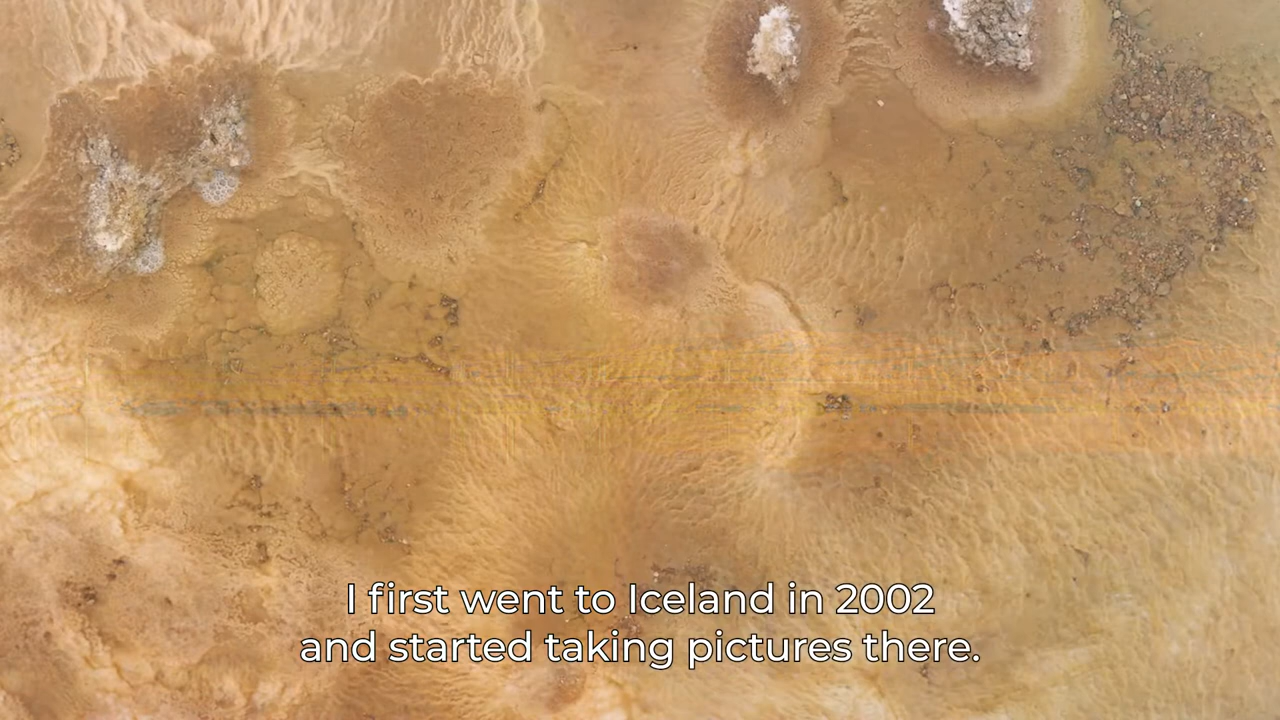 I first went to Iceland in 2002
and started taking pictures there.